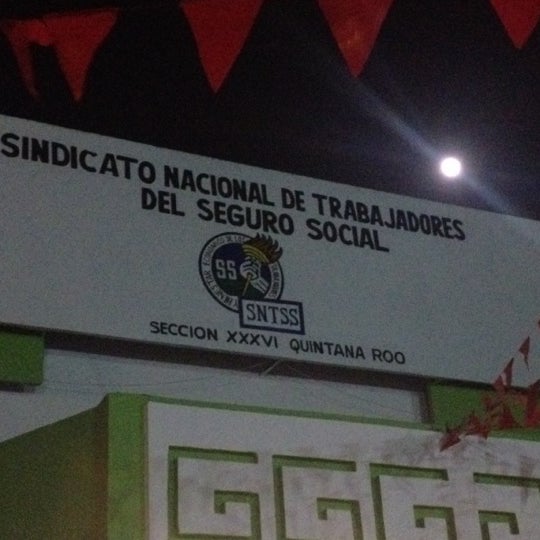 SINDICATO NACIONAL DE TRABAJADORES
DEL SEGURO SOCIAL
SS
SNTSS
SECCION XXXVI QUINTANA ROO